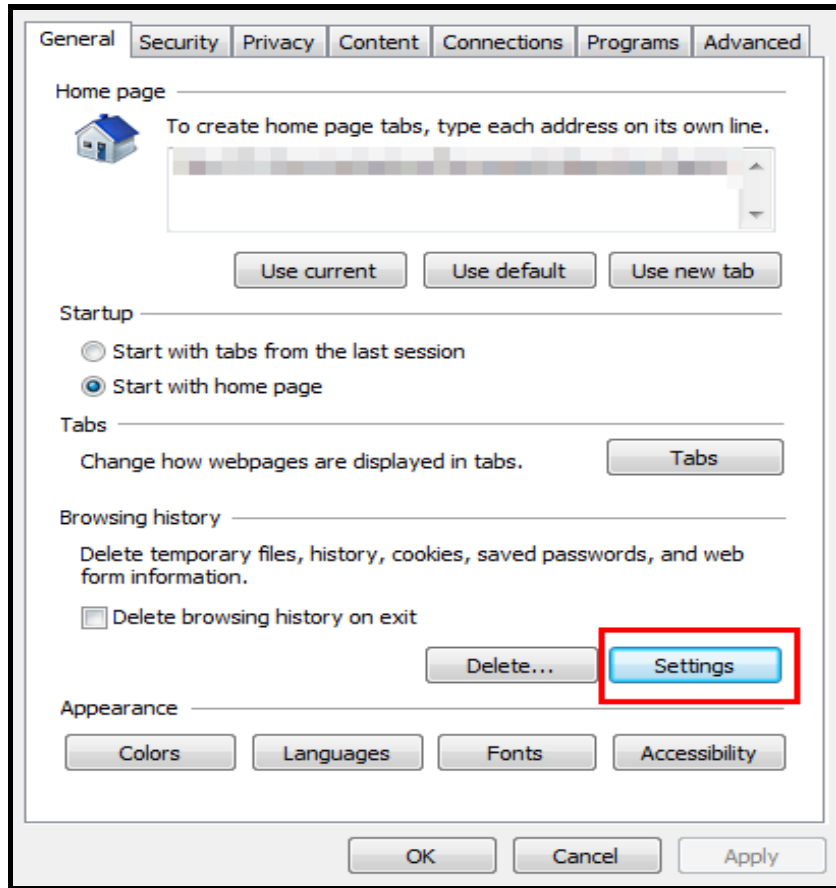 General Security Privacy Content Connections Programs Advanced
Home page
To create home page tabs, type each address on its own line.
Use current Use default Use new tab
Startup
Start with tabs from the last session
Start with home page
Tabs
Change how webpages are displayed in tabs. Tabs
Browsing history
Delete temporary files, history, cookies, saved passwords, and web
form information.
Delete browsing history on exit
Delete... Settings
Appearance
Colors Languages Fonts Accessibility
OK Cancel Apply